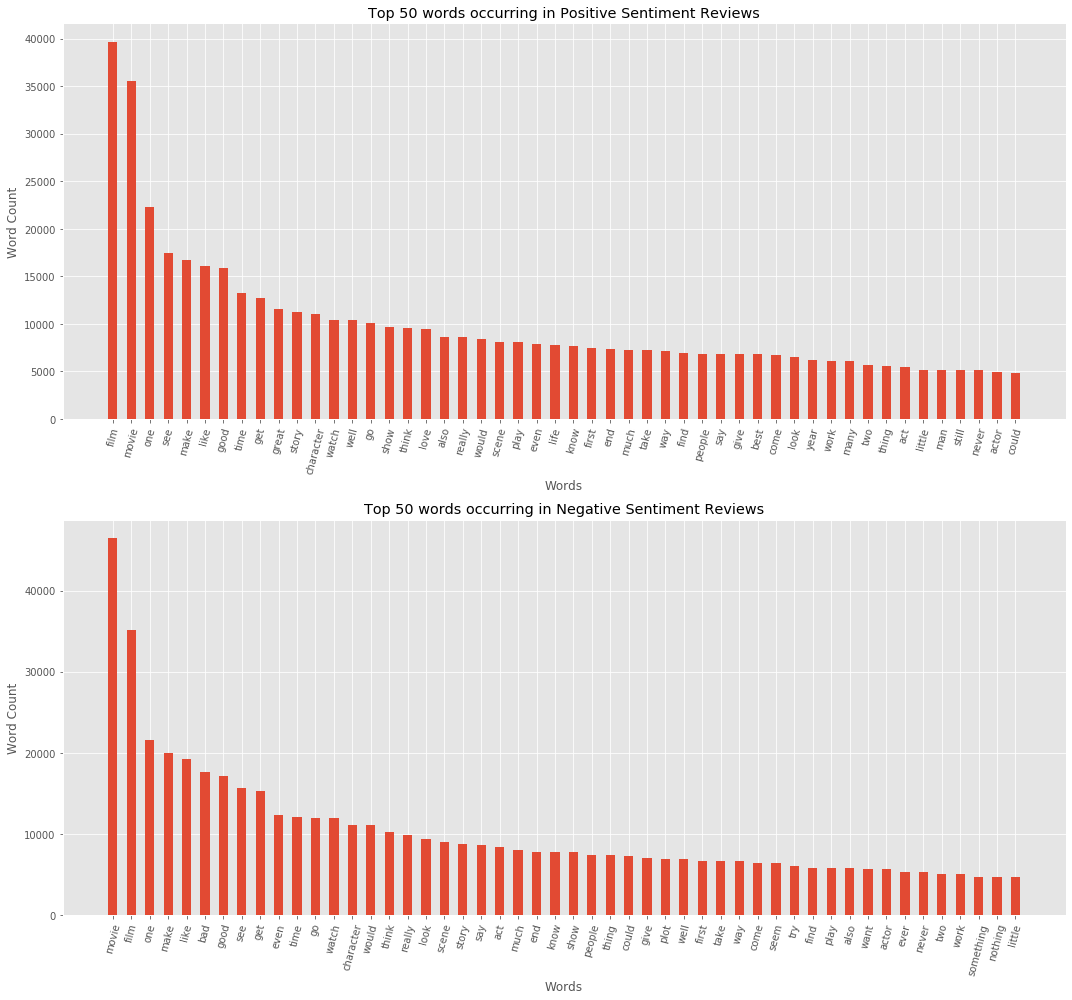 Top 50 words occurring in Positive Sentiment Reviews
40000
35000
30000
25000
20000
15000
10000
5000
0
Word Count
film movie one see make like good time get great story character watch well go show think love also really would scene play even life know first end much take way find people say give best come look year work many two thing act little man still never actor could
Words
Top 50 words occurring in Negative Sentiment Reviews
40000
30000
20000
10000
0
Word Count
movie film one make like bad good see get even time go watch character would think really look scene story say act much end know show people thing could give plot well first take way come seem try find play also want actor ever never two work something nothing little
Words